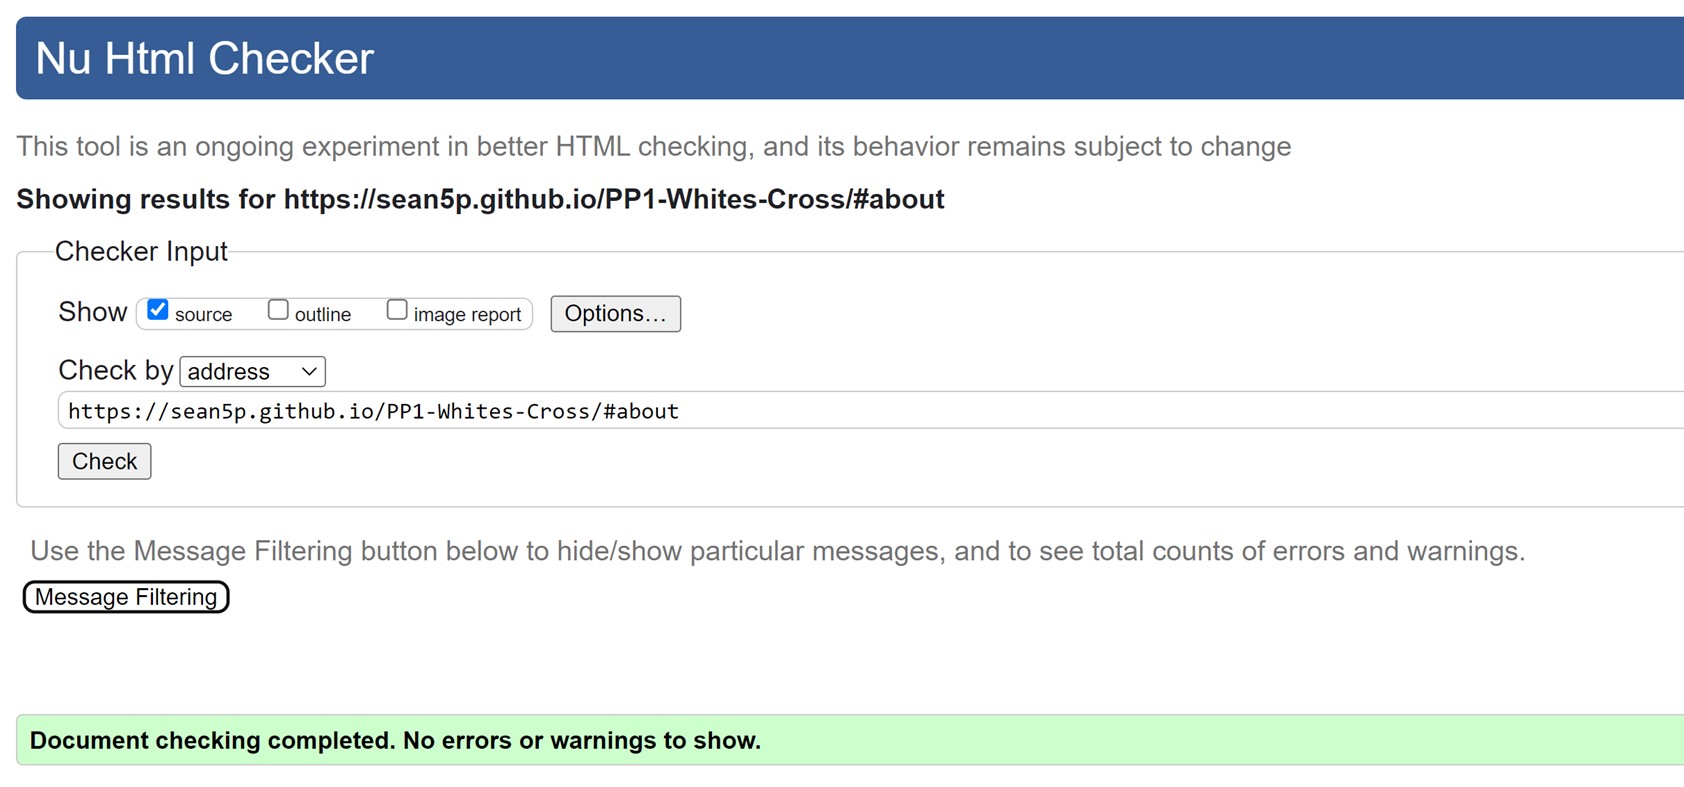 Nu Html Checker
This tool is an ongoing experiment in better HTML checking, and its behavior remains subject to change
Showing results for https://sean5p.github.io/PP1-Whites-Cross/#about
Checker Input
Show source outline image report Options...
Check by address
https://sean5p.github.io/PP1-Whites-Cross/#about
Check
Use the Message Filtering button below to hide/show particular messages, and to see total counts of errors and warnings.
Message Filtering
Document checking completed. No errors or warnings to show.